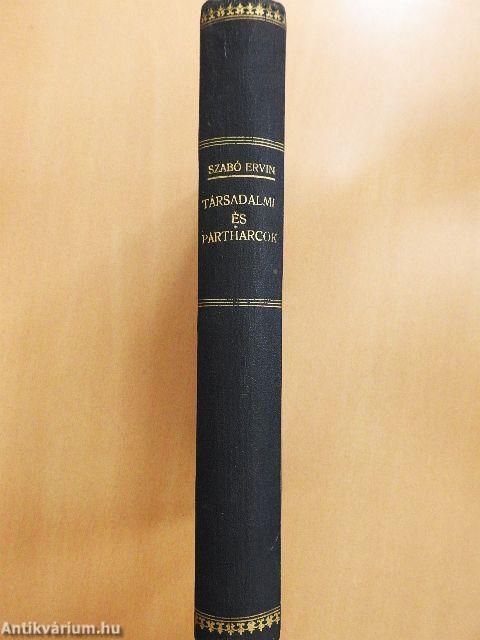 SZABÓ ERVIN
TÁRSADALMI
ÉS
PÁRTHARCOK
Antikvárium.hu